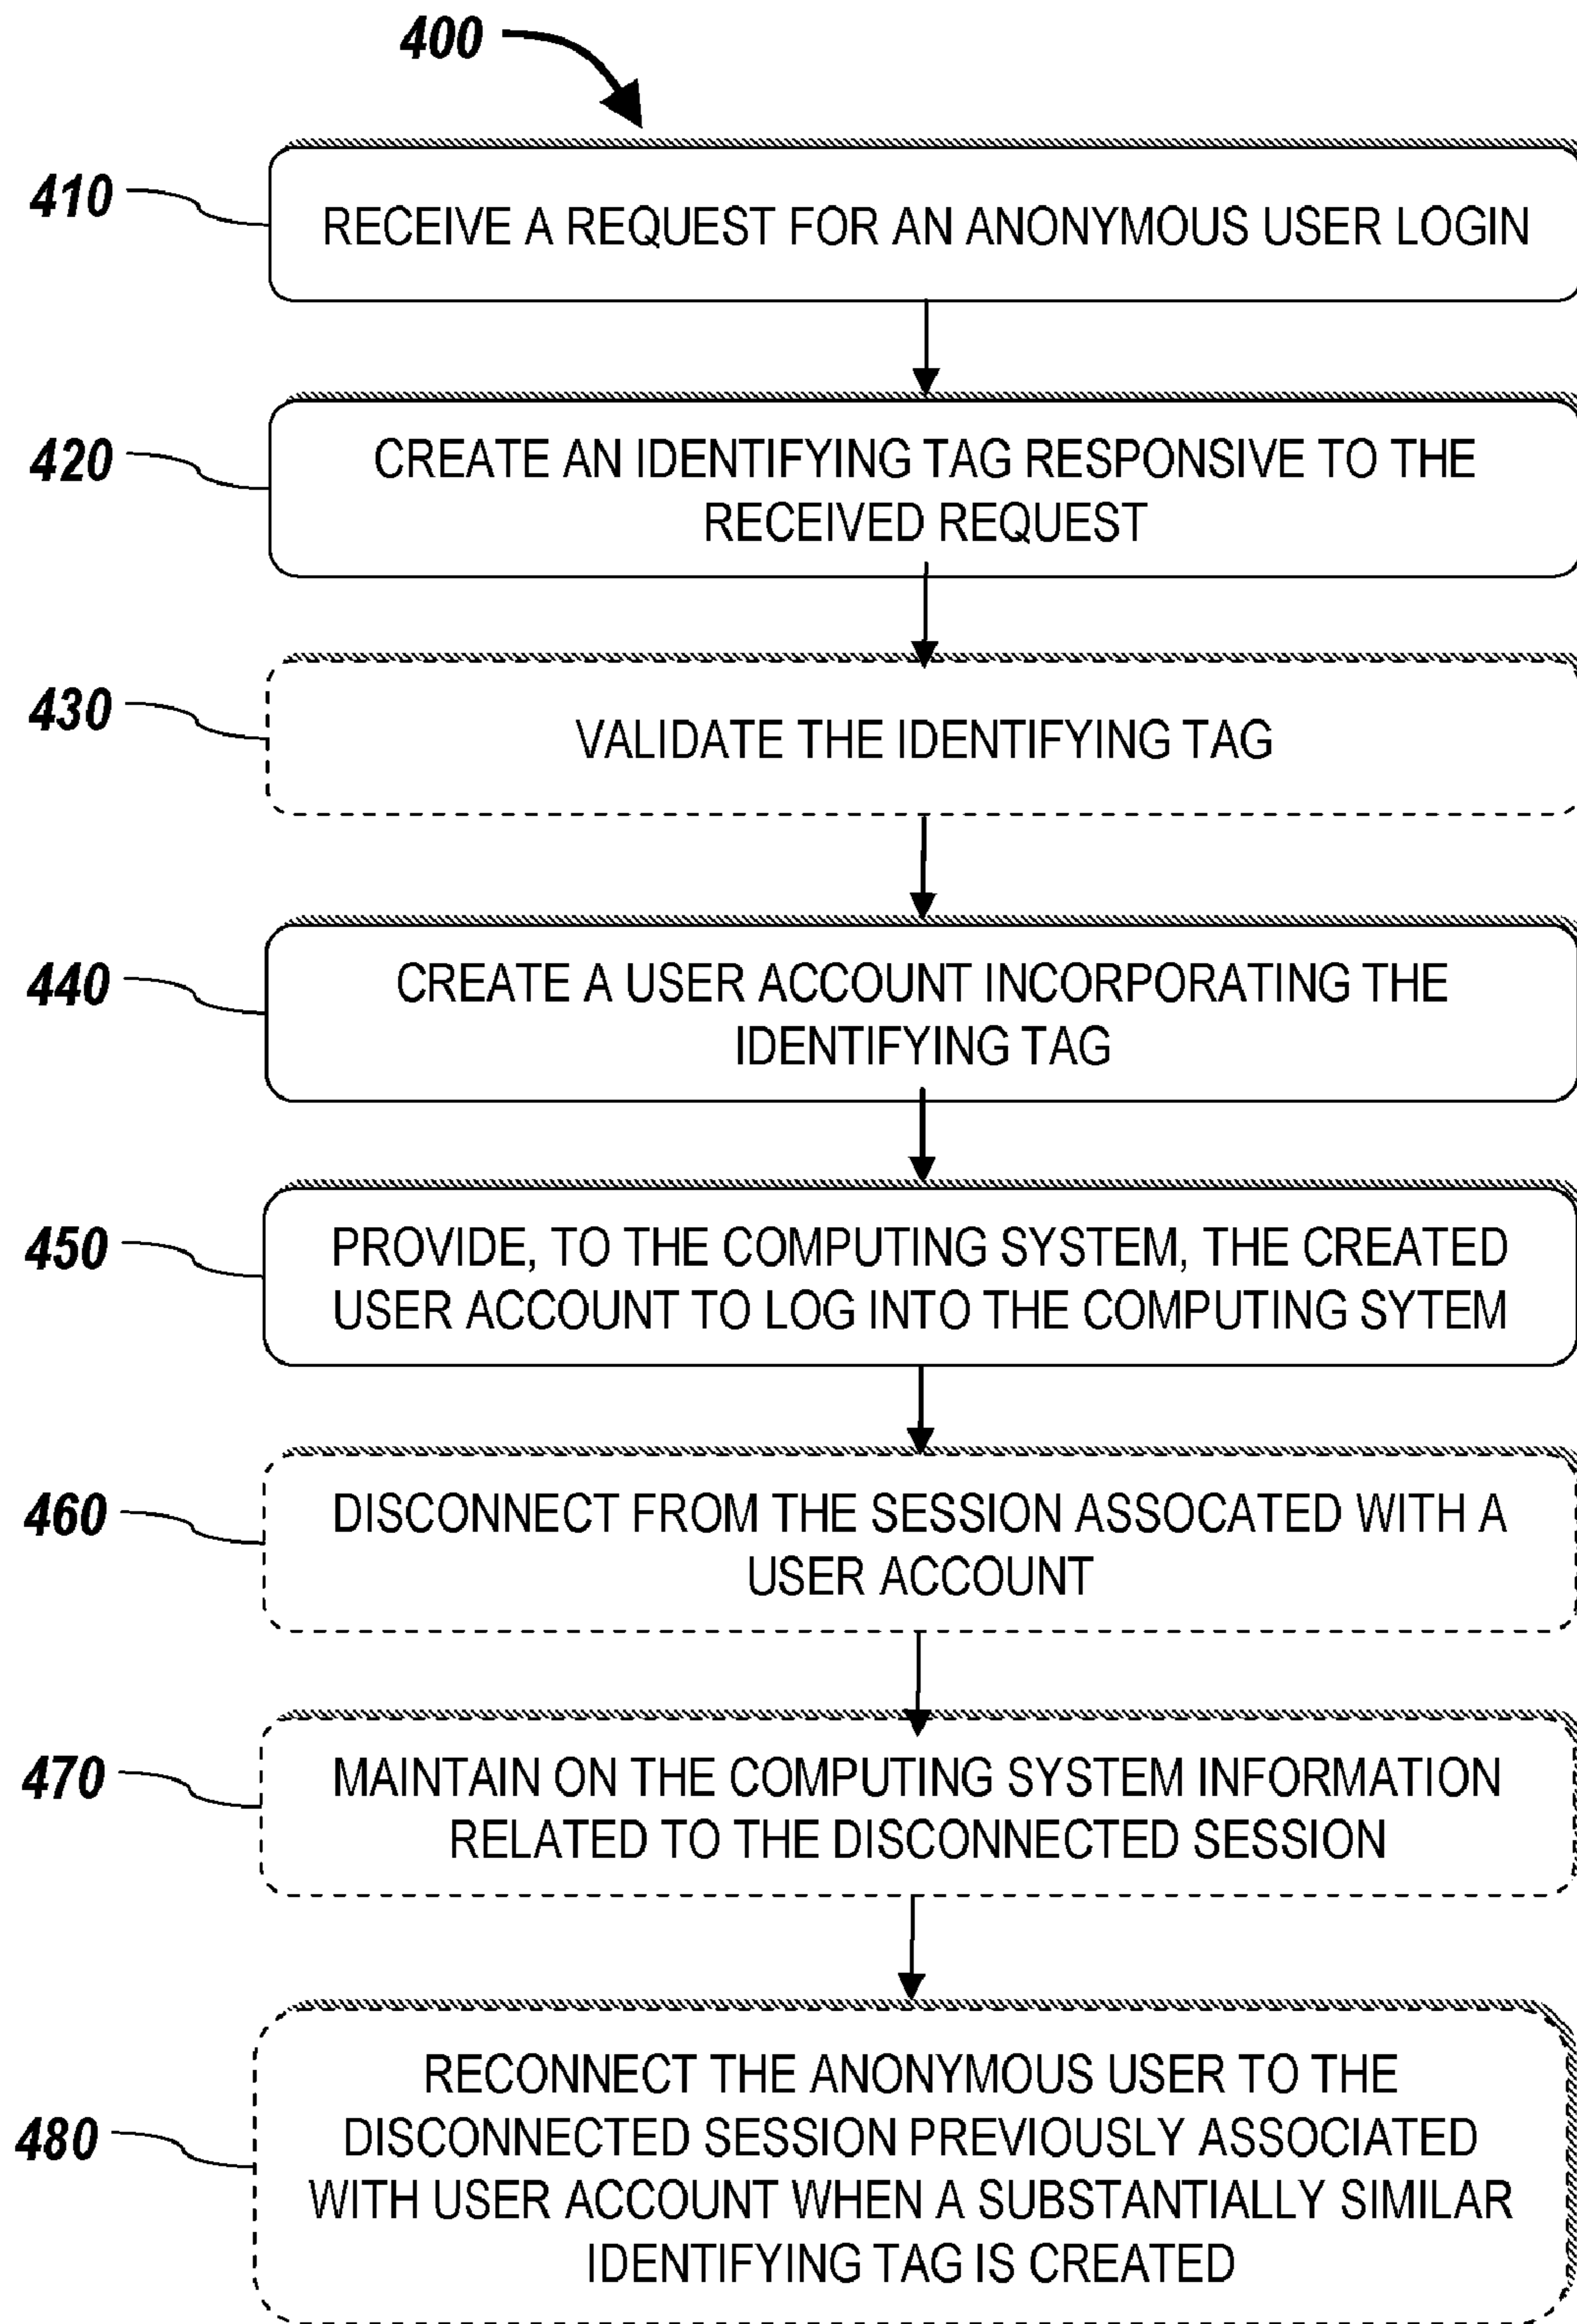 400
410
RECEIVE A REQUEST FOR AN ANONYMOUS USER LOGIN
420
CREATE AN IDENTIFYING TAG RESPONSIVE TO THE
RECEIVED REQUEST
430
VALIDATE THE IDENTIFYING TAG
440
CREATE A USER ACCOUNT INCORPORATING THE
IDENTIFYING TAG
450
PROVIDE, TO THE COMPUTING SYSTEM, THE CREATED
USER ACCOUNT TO LOG INTO THE COMPUTING SYTEM
460
DISCONNECT FROM THE SESSION ASSOCATED WITH A
USER ACCOUNT
470
MAINTAIN ON THE COMPUTING SYSTEM INFORMATION
RELATED TO THE DISCONNECTED SESSION
480
RECONNECT THE ANONYMOUS USER TO THE
DISCONNECTED SESSION PREVIOUSLY ASSOCIATED
WITH USER ACCOUNT WHEN A SUBSTANTIALLY SIMILAR
IDENTIFYING TAG IS CREATED